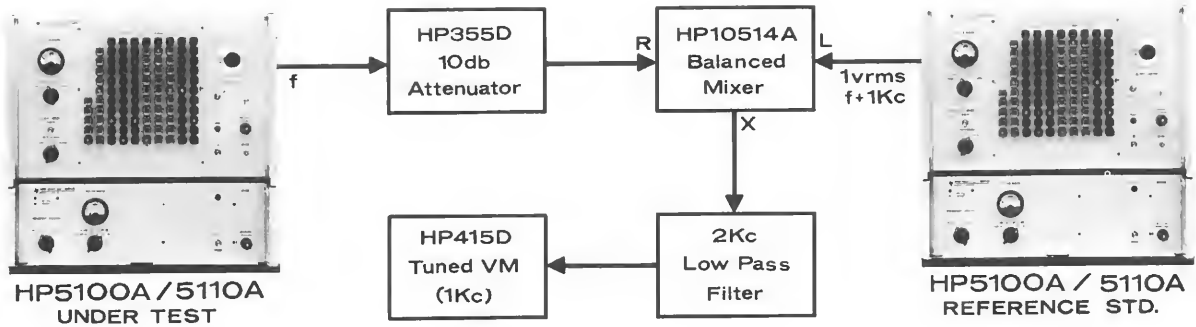 f
HP355D
10db
Attenuator
R
HP10514A
Balanced
Mixer
L
1vrms
f+1Kc
X
HP415D
Tuned VM
(1Kc)
2Kc
Low Pass
Filter
HP5100A/5110A
UNDER TEST
HP5100A / 5110A
REFERENCE STD.